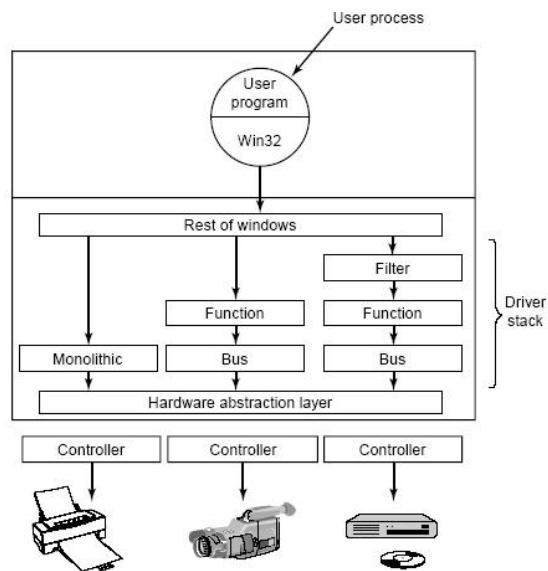 User process
User
program
Win32
Rest of windows
Filter
Function
Function
Driver
stack
Monolithic
Bus
Bus
Hardware abstraction layer
Controller
Controller
Controller